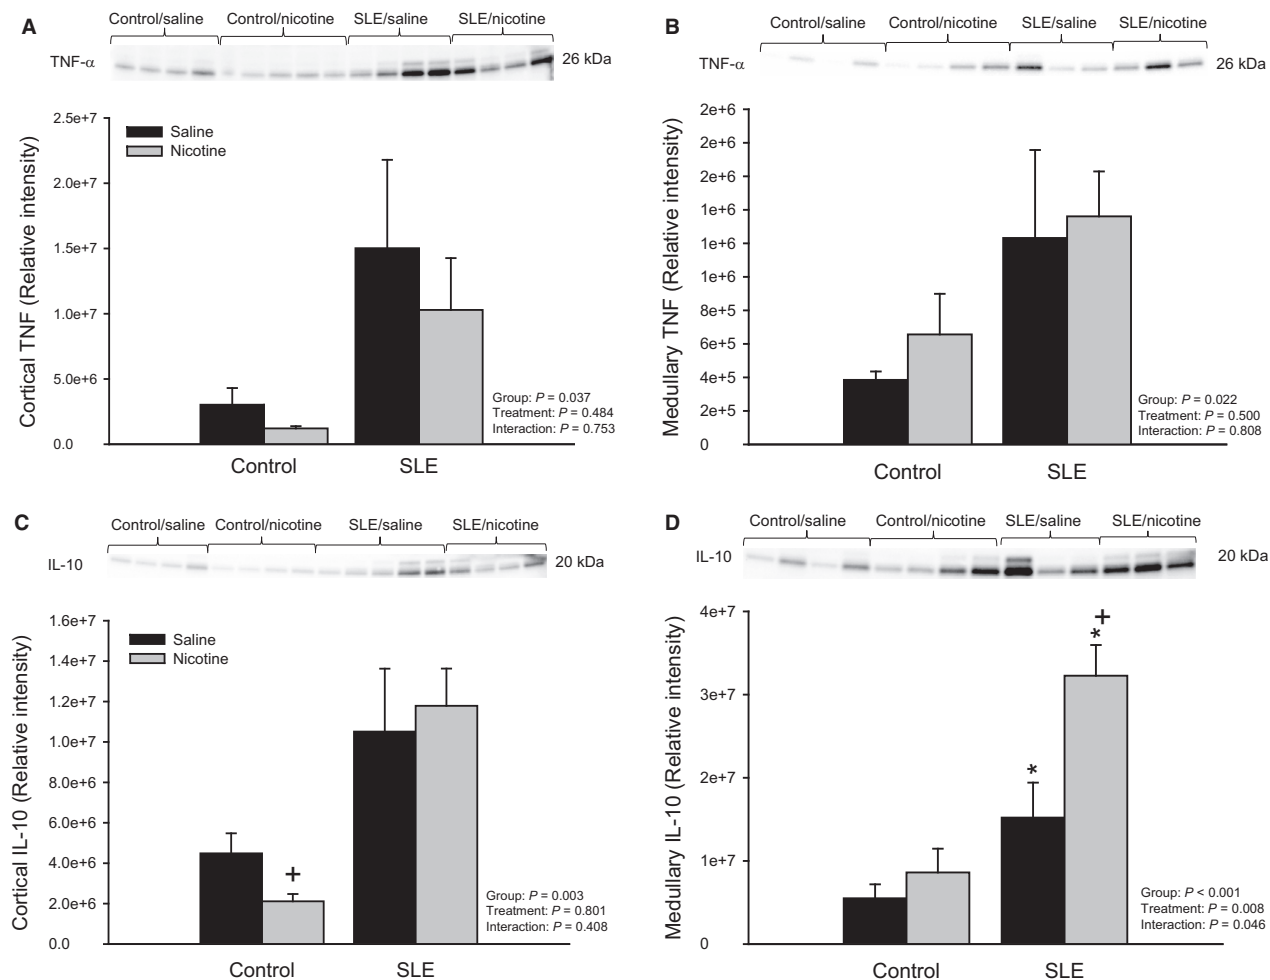 A
Control/saline Control/nicotine SLE/saline SLE/nicotine
TNF-α
26 kDa
Cortical TNF (Relative intensity)
2.5e+7
2.0e+7
1.5e+7
1.0e+7
5.0e+6
0.0
Saline
Nicotine
Group: P = 0.037
Treatment: P = 0.484
Interaction: P = 0.753
Control SLE
B
Control/saline Control/nicotine SLE/saline SLE/nicotine
TNF-α
26 kDa
Medullary TNF (Relative intensity)
2e+6
2e+6
2e+6
1e+6
1e+6
1e+6
8e+5
6e+5
4e+5
2e+5
0
Group: P = 0.022
Treatment: P = 0.500
Interaction: P = 0.808
Control SLE
C
Control/saline Control/nicotine SLE/saline SLE/nicotine
IL-10
20 kDa
Cortical IL-10 (Relative intensity)
1.6e+7
1.4e+7
1.2e+7
1.0e+7
8.0e+6
6.0e+6
4.0e+6
2.0e+6
0.0
Saline
Nicotine
+
Group: P = 0.003
Treatment: P = 0.801
Interaction: P = 0.408
Control SLE
D
Control/saline Control/nicotine SLE/saline SLE/nicotine
IL-10
20 kDa
Medullary IL-10 (Relative intensity)
4e+7
3e+7
2e+7
1e+7
0
+
*
*
Group: P < 0.001
Treatment: P = 0.008
Interaction: P = 0.046
Control SLE